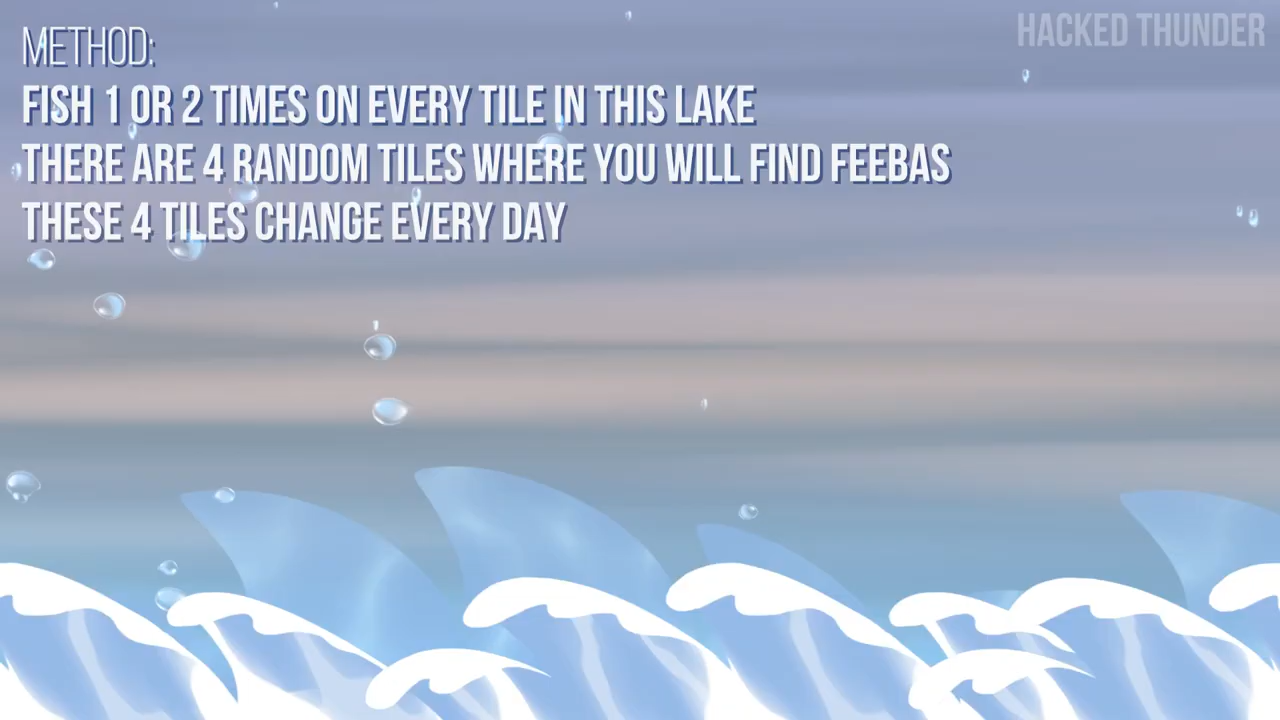 METHOD:
FISH 1 OR 2 TIMES ON EVERY TILE IN THIS LAKE
THERE ARE 4 RANDOM TILES WHERE YOU WILL FIND FEEBAS
THESE 4 TILES CHANGE EVERY DAY
HACKED THUNDER